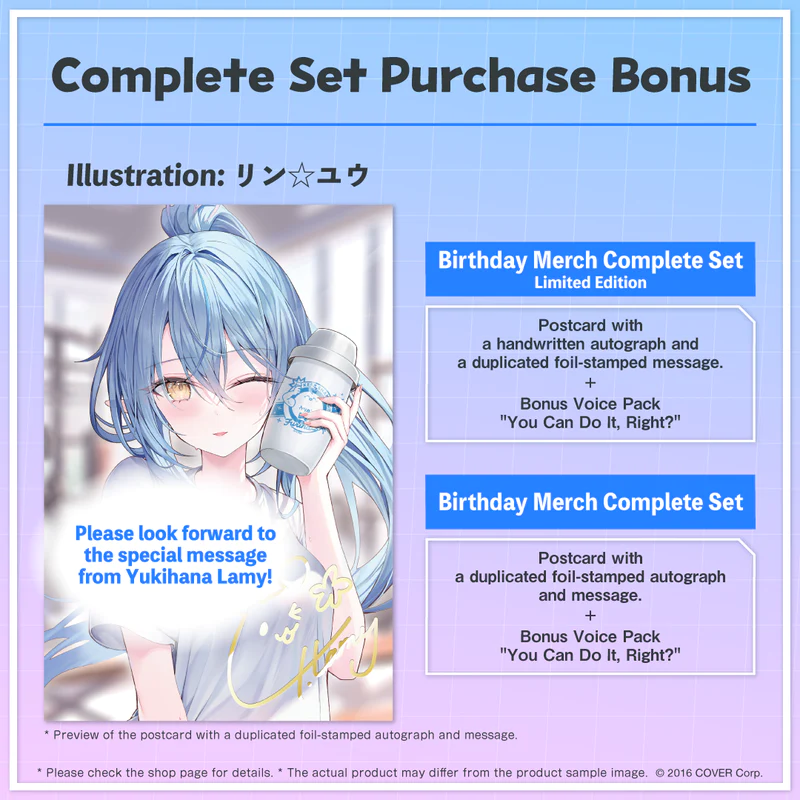 Complete Set Purchase Bonus
Illustration: リン☆ユウ
Please look forward to
the special message
from Yukihana Lamy!
Birthday Merch Complete Set
Limited Edition
Postcard with
a handwritten autograph and
a duplicated foil-stamped message.
+
Bonus Voice Pack
"You Can Do It, Right?"
Birthday Merch Complete Set
Postcard with
a duplicated foil-stamped autograph
and message.
+
Bonus Voice Pack
"You Can Do It, Right?"
* Preview of the postcard with a duplicated foil-stamped autograph and message.
* Please check the shop page for details. * The actual product may differ from the product sample image. © 2016 COVER Corp.